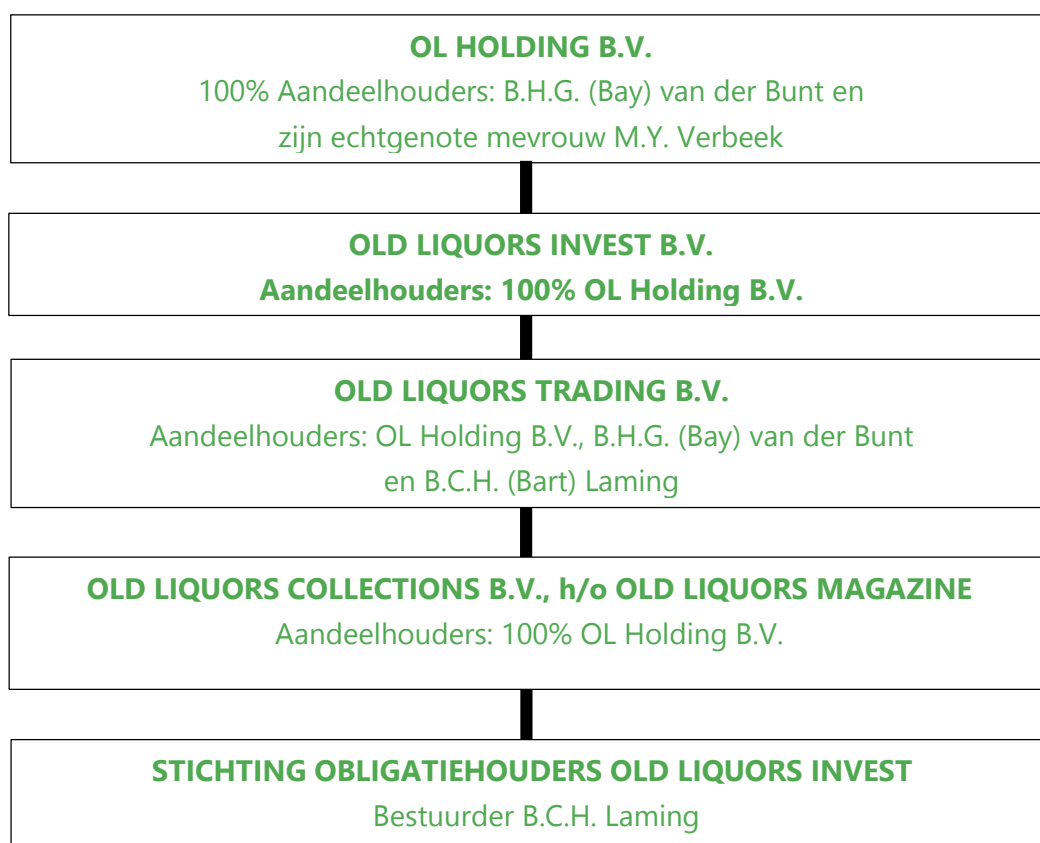 OL HOLDING B.V.
100% Aandeelhouders: B.H.G. (Bay) van der Bunt en
zijn echtgenote mevrouw M.Y. Verbeek
OLD LIQUORS INVEST B.V.
Aandeelhouders: 100% OL Holding B.V.
OLD LIQUORS TRADING B.V.
Aandeelhouders: OL Holding B.V., B.H.G. (Bay) van der Bunt
en B.C.H. (Bart) Laming
OLD LIQUORS COLLECTIONS B.V., h/o OLD LIQUORS MAGAZINE
Aandeelhouders: 100% OL Holding B.V.
STICHTING OBLIGATIEHOUDERS OLD LIQUORS INVEST
Bestuurder B.C.H. Laming